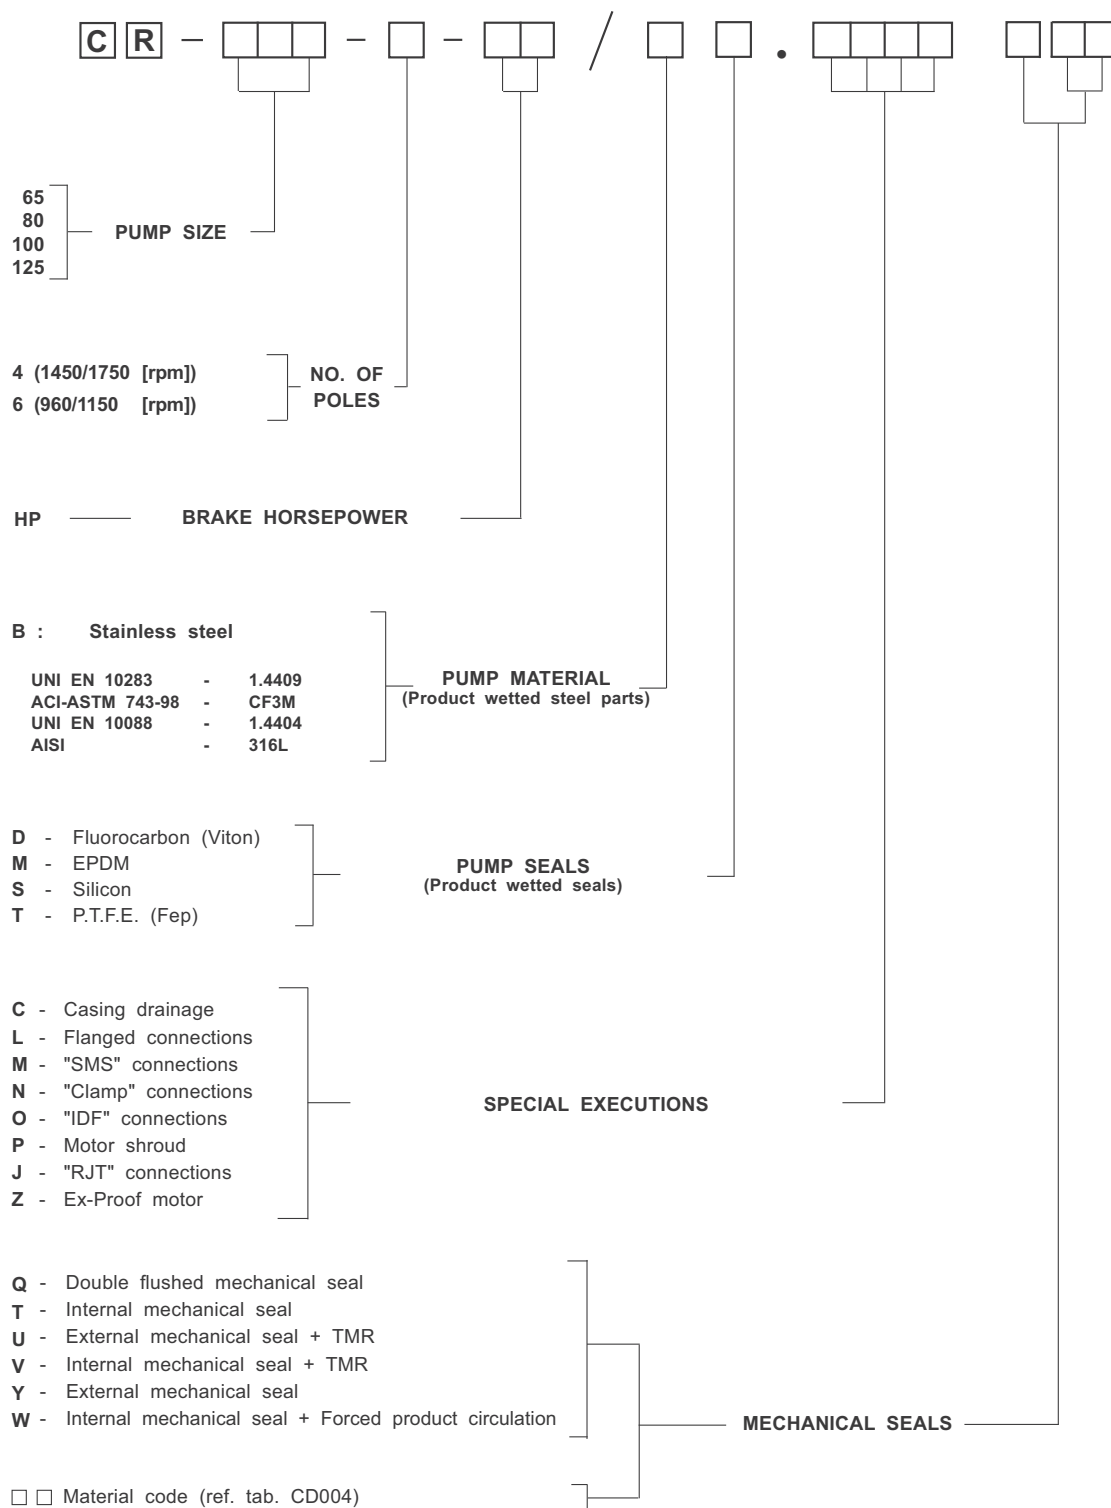 C R - - - / .
65
80
100
125
PUMP SIZE
4 (1450/1750 [rpm])
6 (960/1150 [rpm])
NO. OF
POLES
HP
BRAKE HORSEPOWER
B : Stainless steel
UNI EN 10283 - 1.4409
ACI-ASTM 743-98 - CF3M
UNI EN 10088 - 1.4404
AISI - 316L
PUMP MATERIAL
(Product wetted steel parts)
D - Fluorocarbon (Viton)
M - EPDM
S - Silicon
T - P.T.F.E. (Fep)
PUMP SEALS
(Product wetted seals)
C - Casing drainage
L - Flanged connections
M - "SMS" connections
N - "Clamp" connections
O - "IDF" connections
P - Motor shroud
J - "RJT" connections
Z - Ex-Proof motor
SPECIAL EXECUTIONS
Q - Double flushed mechanical seal
T - Internal mechanical seal
U - External mechanical seal + TMR
V - Internal mechanical seal + TMR
Y - External mechanical seal
W - Internal mechanical seal + Forced product circulation
MECHANICAL SEALS
□ □ Material code (ref. tab. CD004)